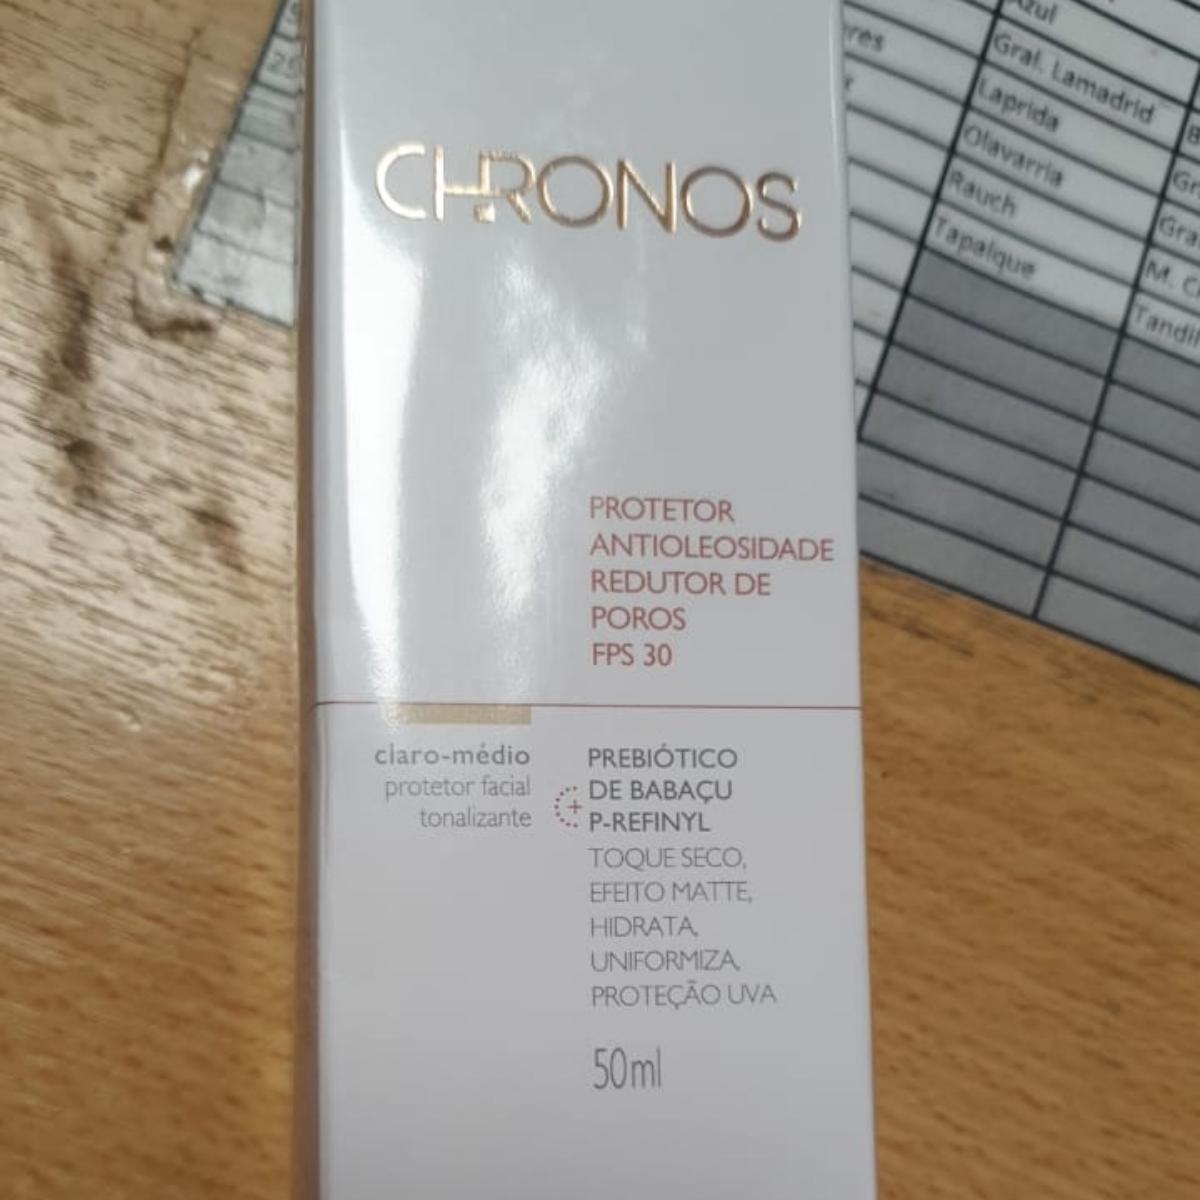 CHRONOS
PROTETOR
ANTIOLEOSIDADE
REDUTOR DE
POROS
FPS 30
claro-médio
protetor facial
tonalizante
PREBIÓTICO
DE BABAÇU
P-REFINYL
TOQUE SECO,
EFEITO MATTE,
HIDRATA,
UNIFORMIZA,
PROTEÇÃO UVA
50ml
Azul
Gral. Lamadrid
Laprida
Olavarria
Rauch
Tapalque
Tandil